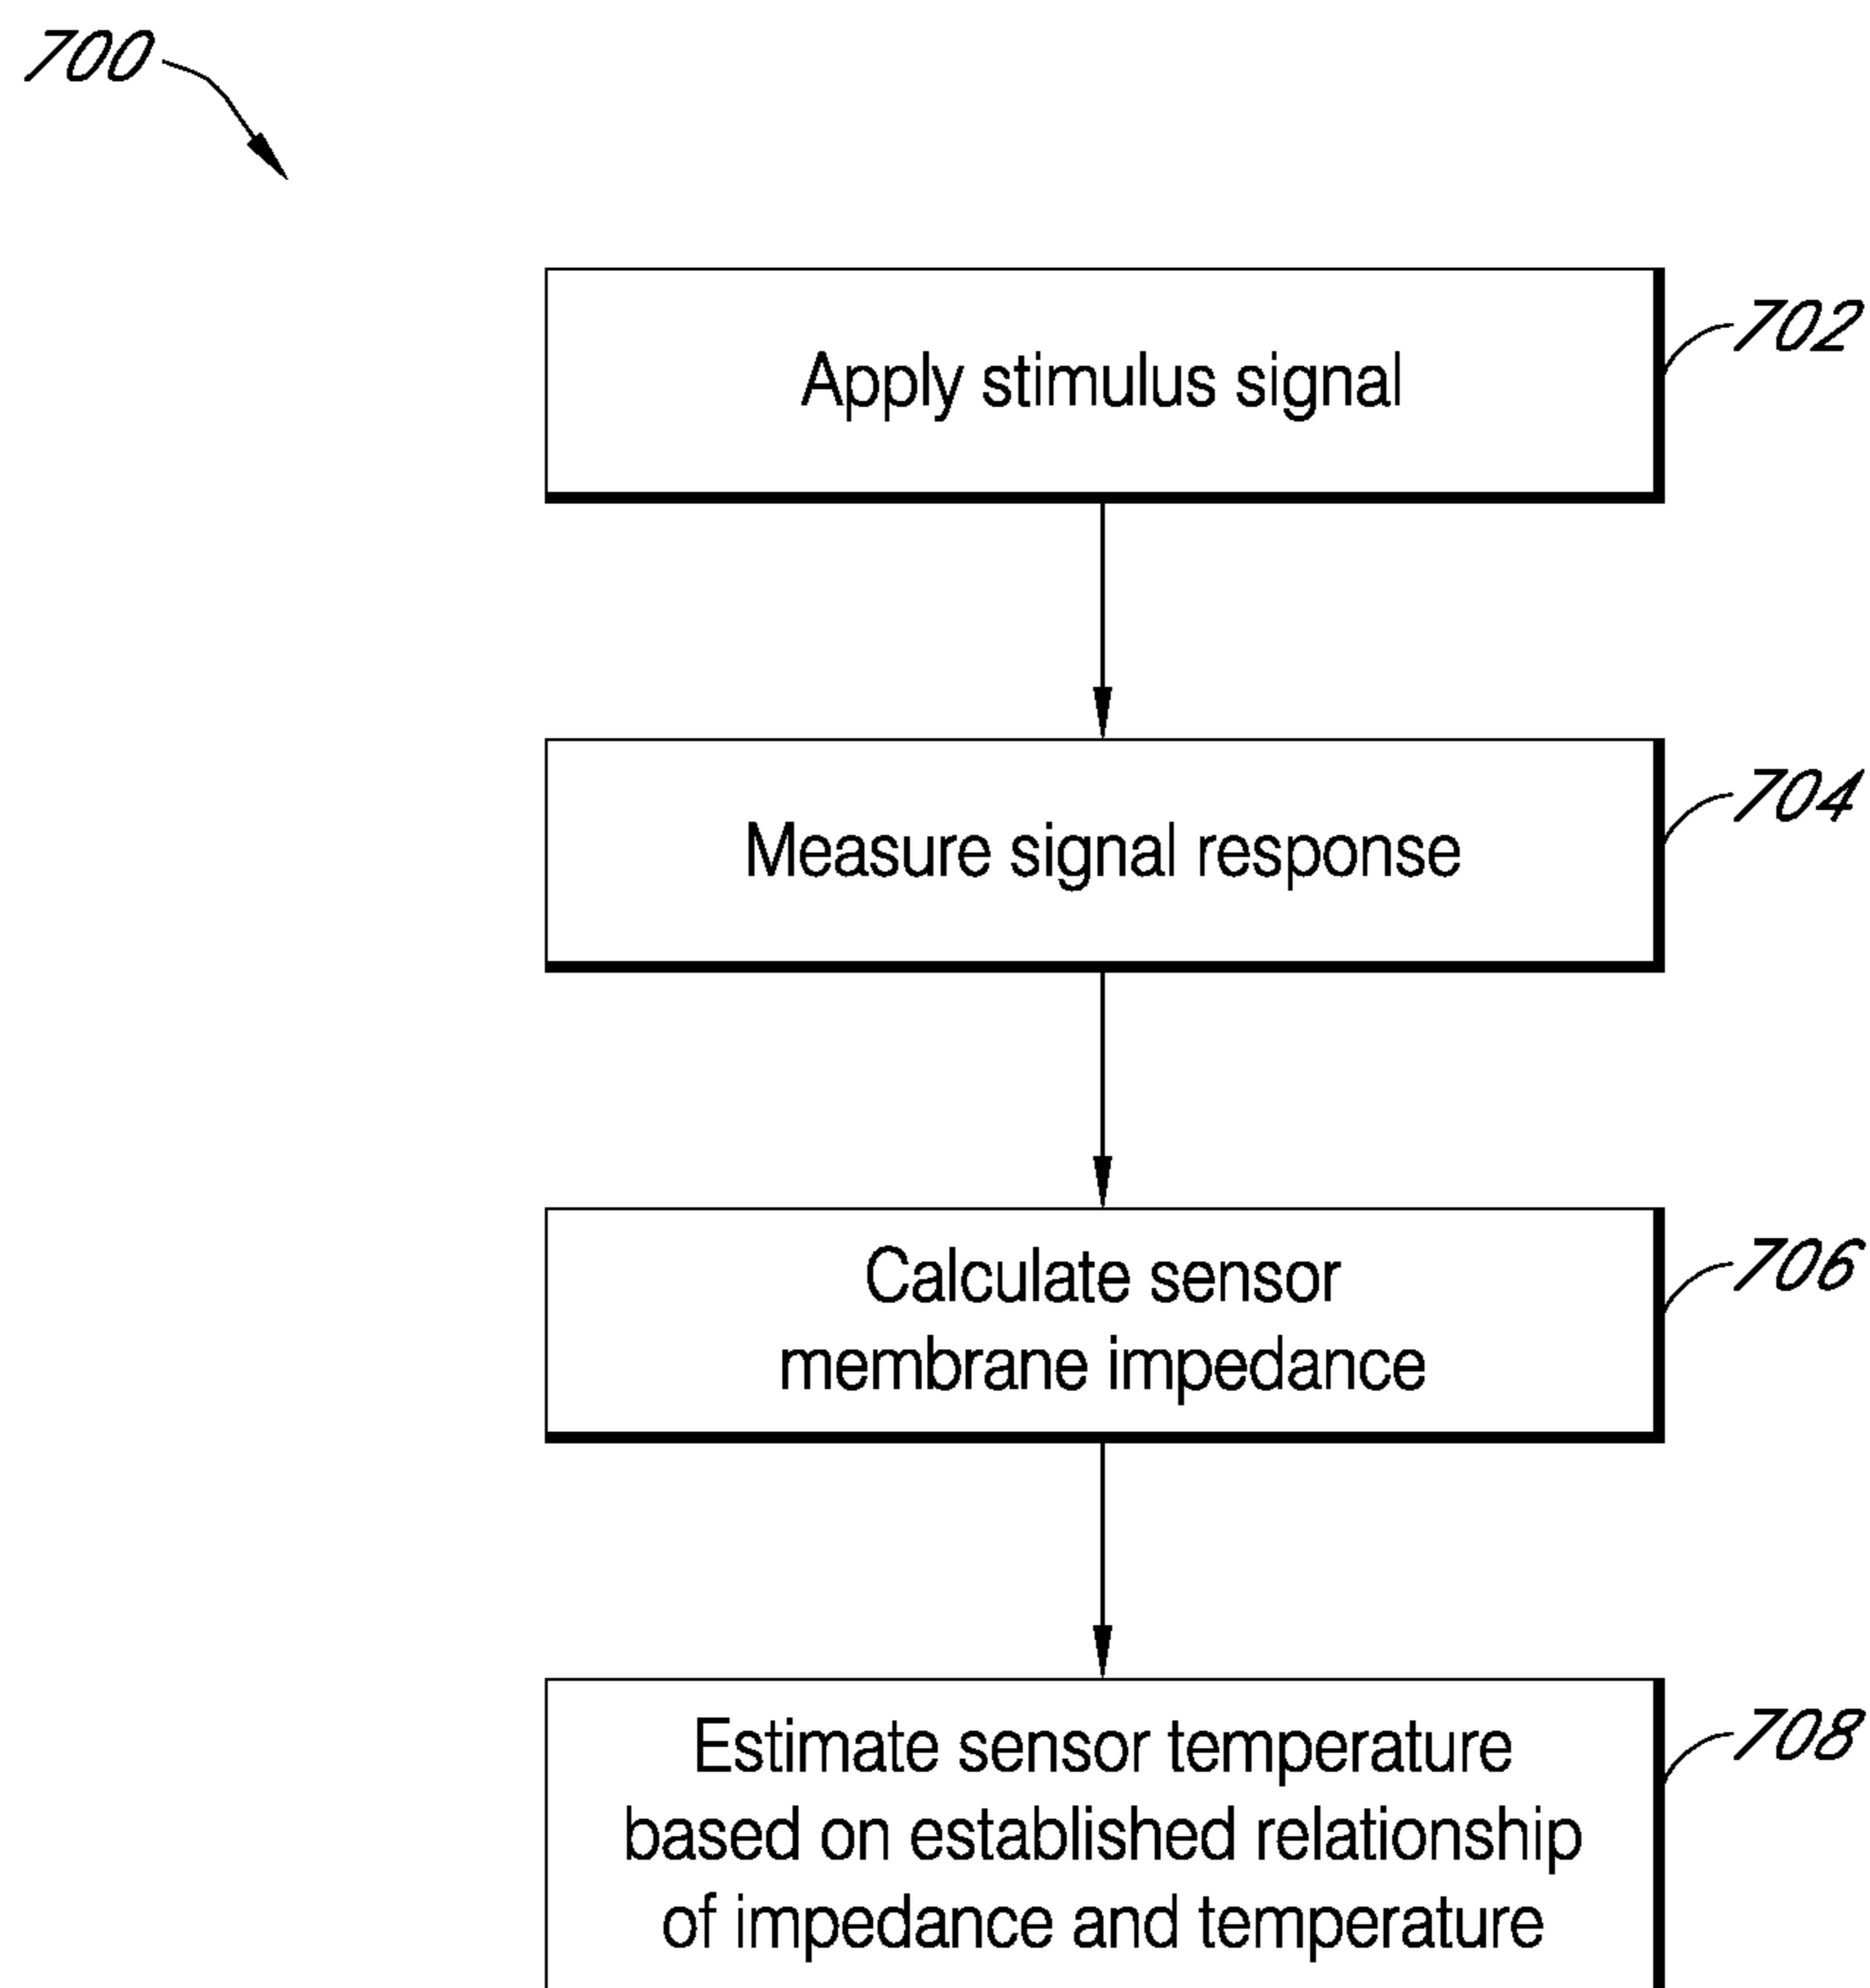 700
Apply stimulus signal
702
Measure signal response
704
Calculate sensor
membrane impedance
706
Estimate sensor temperature
based on established relationship
of impedance and temperature
708